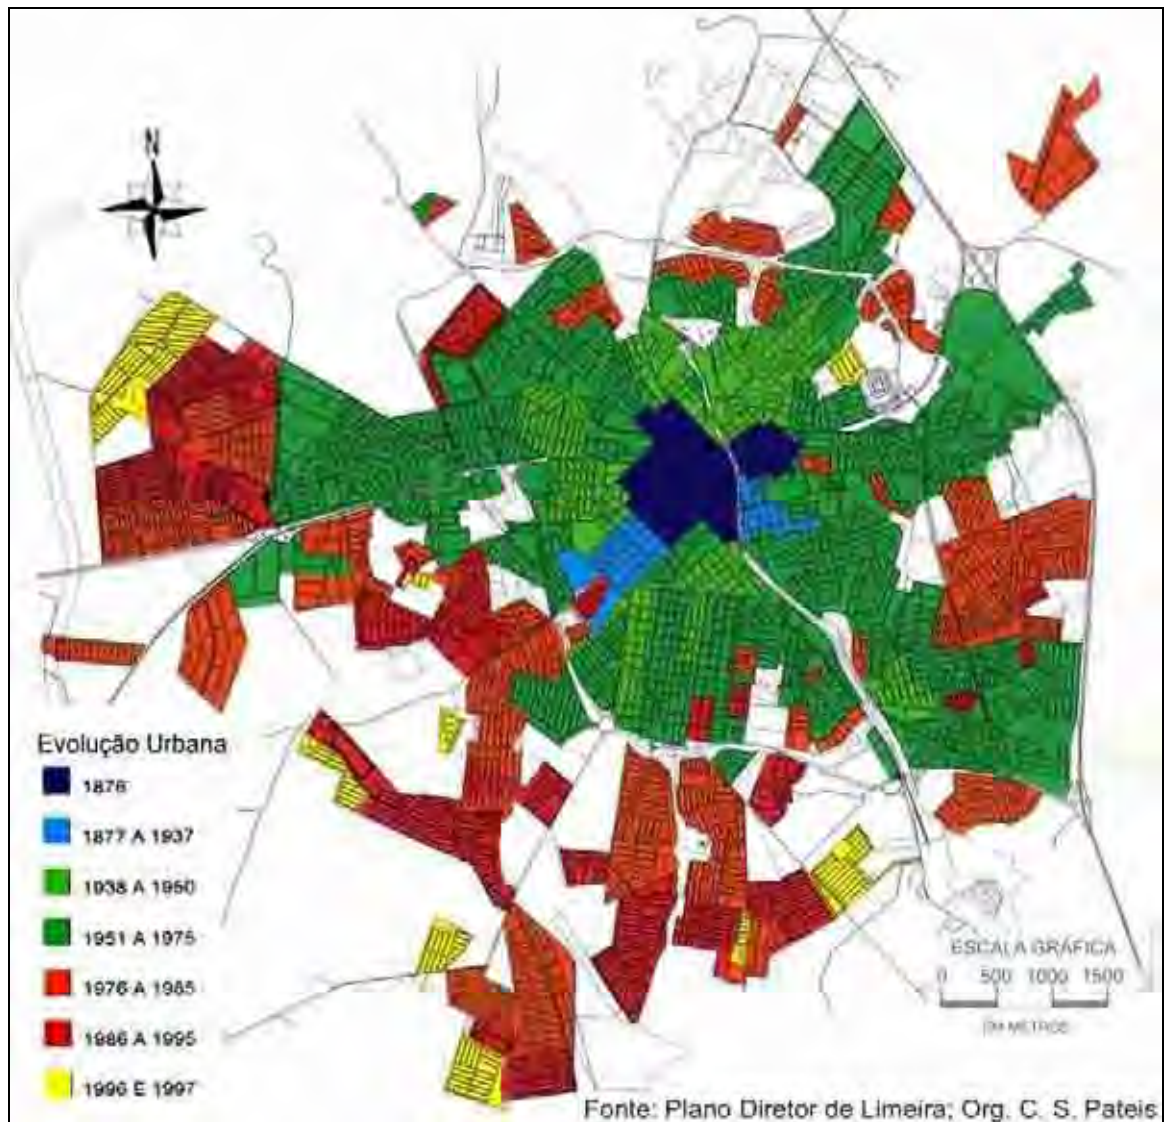 N
Evolução Urbana
1876
1877 A 1937
1938 A 1950
1951 A 1975
1976 A 1985
1986 A 1995
1996 E 1997
ESCALA GRÁFICA
0 500 1000 1500
EM METROS
Fonte: Plano Diretor de Limeira; Org. C. S. Pateis